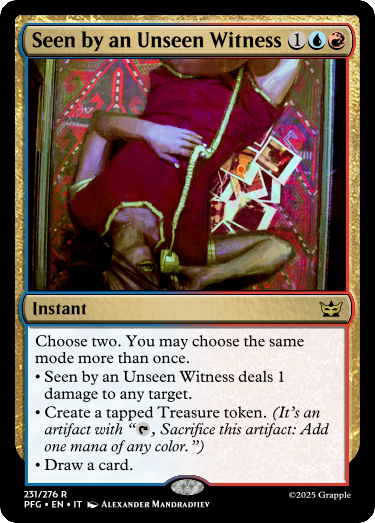 Seen by an Unseen Witness 1
Instant
Choose two. You may choose the same
mode more than once.
• Seen by an Unseen Witness deals 1
damage to any target.
• Create a tapped Treasure token. (It's an
artifact with “, Sacrifice this artifact: Add
one mana of any color.”)
• Draw a card.
231/276 R
PFG • EN • IT Alexander Mandradjiev
©2025 Grapple